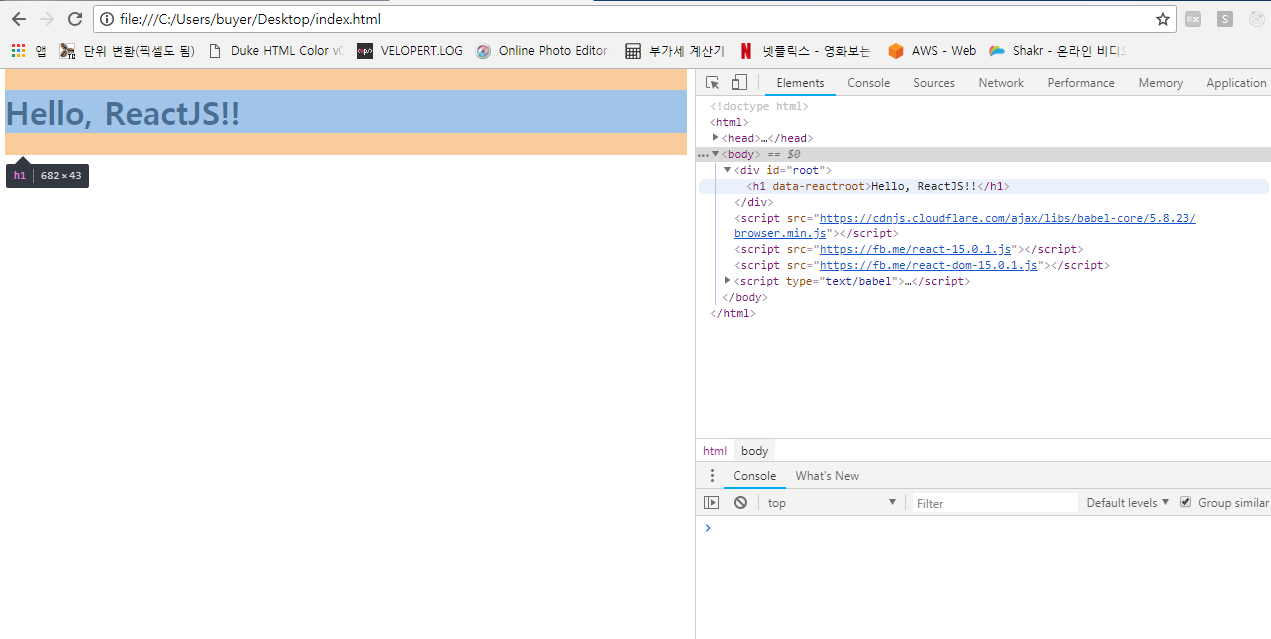 file:///C:/Users/buyer/Desktop/index.html
앱 단위 변환(픽셀도 됨) Duke HTML Color v VELOPERT.LOG Online Photo Editor 부가세 계산기 넷플릭스 - 영화보는 AWS - Web Shakr - 온라인 비디
Hello, ReactJS!!
h1 682 × 43
Elements Console Sources Network Performance Memory Application
<!doctype html>
<html>
<head>…</head>
<body> == $0
<div id="root">
<h1 data-reactroot>Hello, ReactJS!!</h1>
</div>
<script src="https://cdnjs.cloudflare.com/ajax/libs/babel-core/5.8.23/
browser.min.js"></script>
<script src="https://fb.me/react-15.0.1.js"></script>
<script src="https://fb.me/react-dom-15.0.1.js"></script>
<script type="text/babel">…</script>
</body>
</html>
html body
Console What's New
top Filter Default levels Group similar